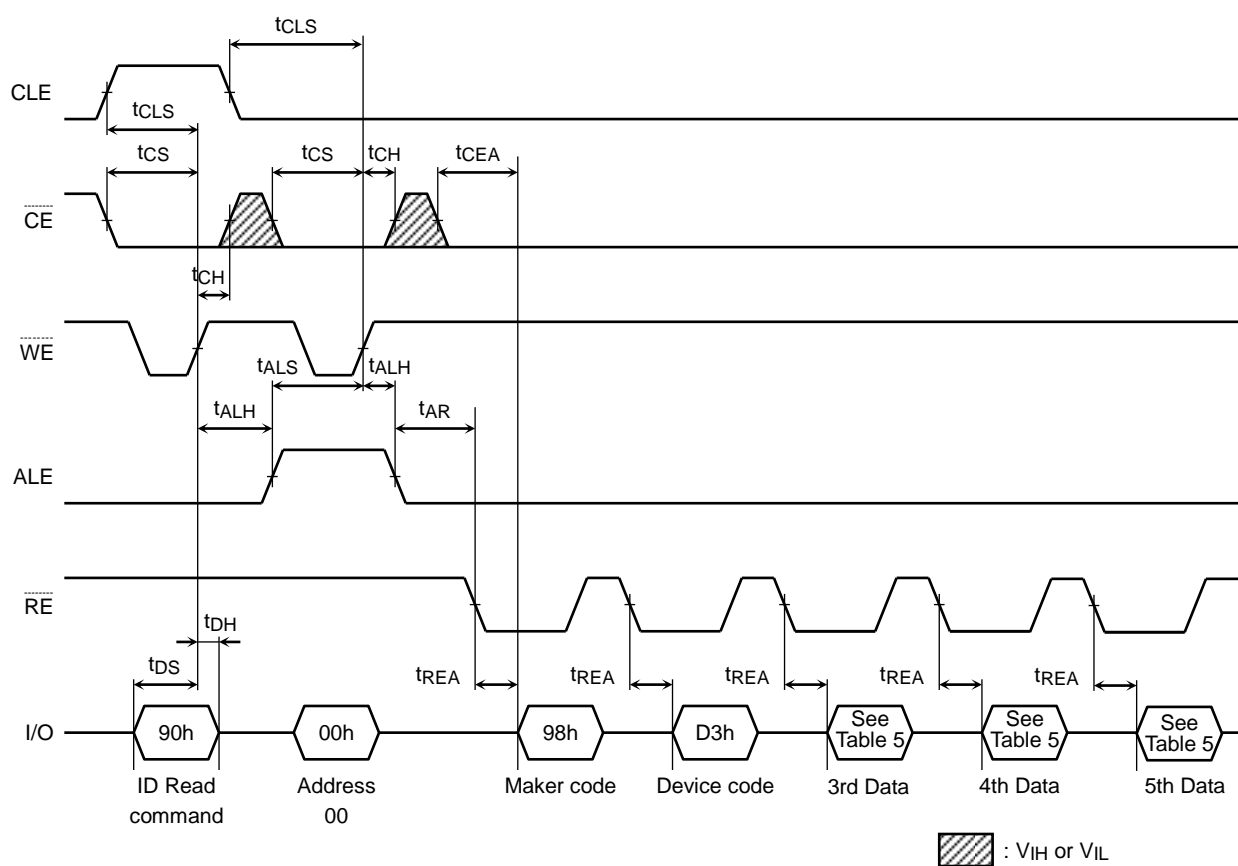 tCLS
CLE
tCLS
tCS
tCS
tCH
tCEA
CE
tCH
WE
tALS
tALH
tALH
tAR
ALE
RE
tDH
tDS
tREA
tREA
tREA
tREA
tREA
I/O
90h
00h
98h
D3h
See
Table 5
See
Table 5
See
Table 5
ID Read
command
Address
00
Maker code
Device code
3rd Data
4th Data
5th Data
: VIH or VIL